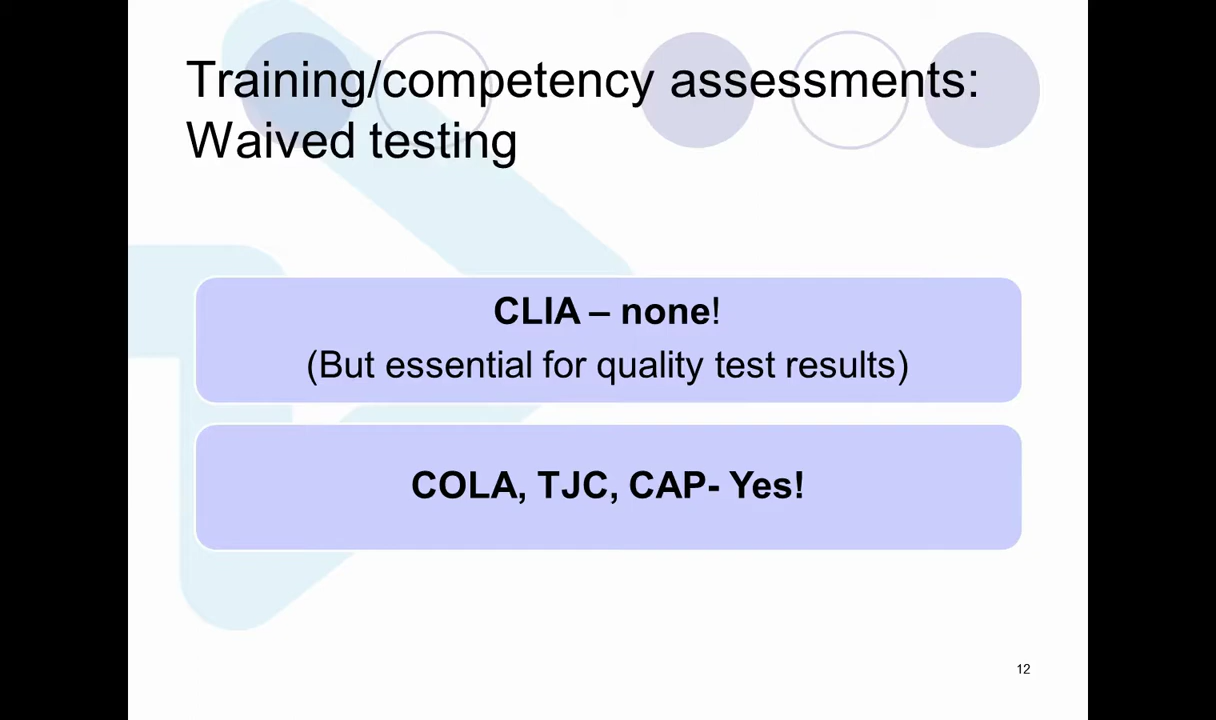 Training/competency assessments:
Waived testing
CLIA – none!
(But essential for quality test results)
COLA, TJC, CAP- Yes!
12